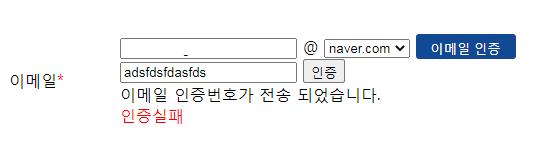 @ naver.com 이메일 인증
adsfdsfdasfds 인증
이메일*
이메일 인증번호가 전송 되었습니다.
인증실패